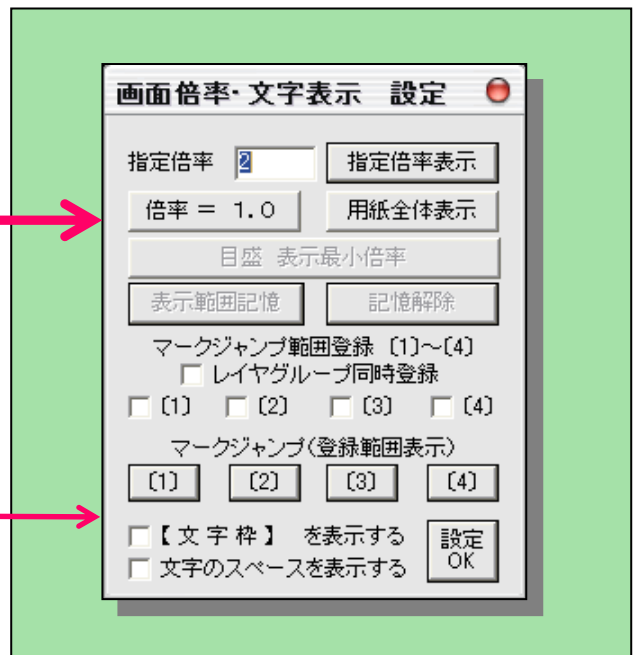 画面倍率・文字表示 設定
指定倍率 2 指定倍率表示
倍率 = 1.0 用紙全体表示
目盛 表示最小倍率
表示範囲記憶 記憶解除
マークジャンプ範囲登録 〔1〕~〔4〕
レイヤグループ同時登録
〔1〕 〔2〕 〔3〕 〔4〕
マークジャンプ(登録範囲表示)
〔1〕 〔2〕 〔3〕 〔4〕
【 文 字 枠 】 を表示する
文字のスペースを表示する
設定
OK